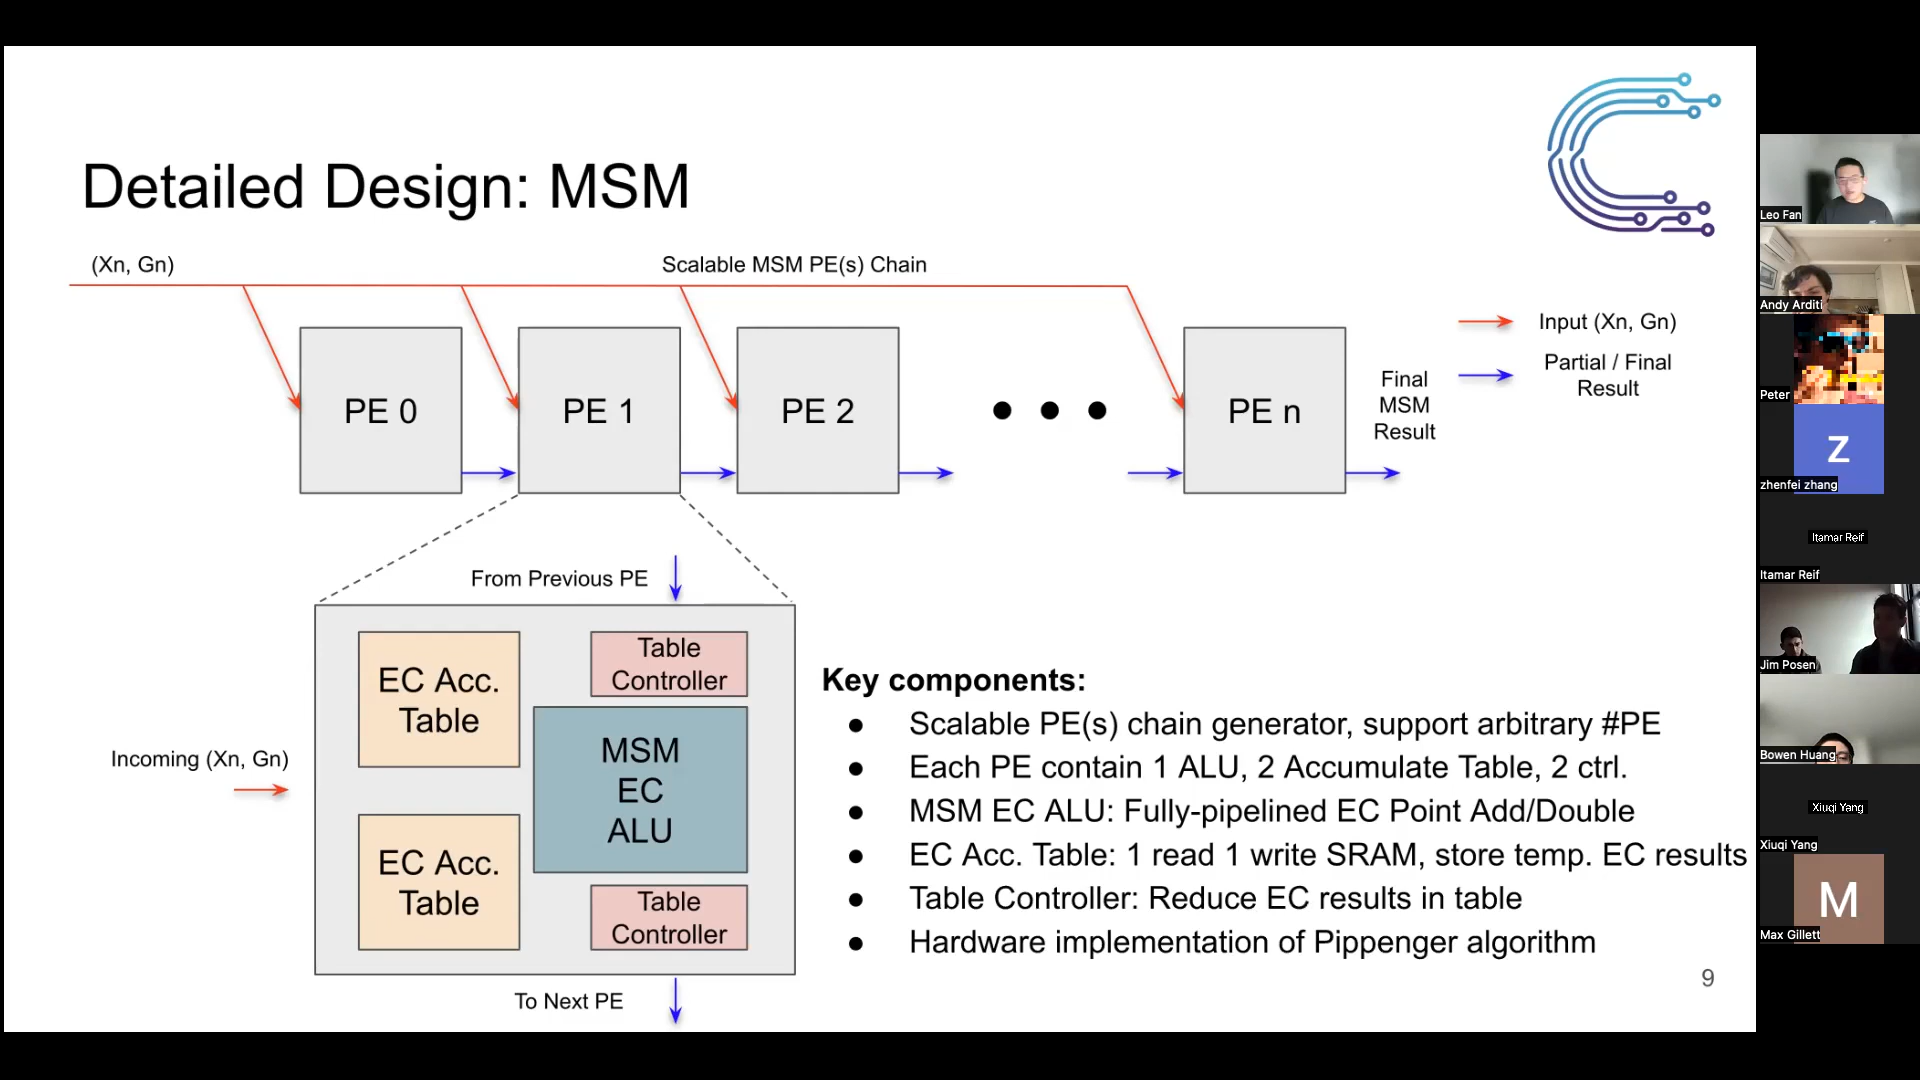 Detailed Design: MSM
(Xn, Gn)
Scalable MSM PE(s) Chain
PE 0
PE 1
PE 2
PE n
Final
MSM
Result
Input (Xn, Gn)
Partial / Final
Result
From Previous PE
Incoming (Xn, Gn)
EC Acc.
Table
EC Acc.
Table
Table
Controller
MSM
EC
ALU
Table
Controller
To Next PE
Key components:
● Scalable PE(s) chain generator, support arbitrary #PE
● Each PE contain 1 ALU, 2 Accumulate Table, 2 ctrl.
● MSM EC ALU: Fully-pipelined EC Point Add/Double
● EC Acc. Table: 1 read 1 write SRAM, store temp. EC results
● Table Controller: Reduce EC results in table
● Hardware implementation of Pippenger algorithm
9
Leo Fan
Andy Arditi
Peter
Z
zhenfei zhang
Itamar Reif
Itamar Reif
Jim Posen
Bowen Huang
Xiuqi Yang
Xiuqi Yang
M
Max Gillett